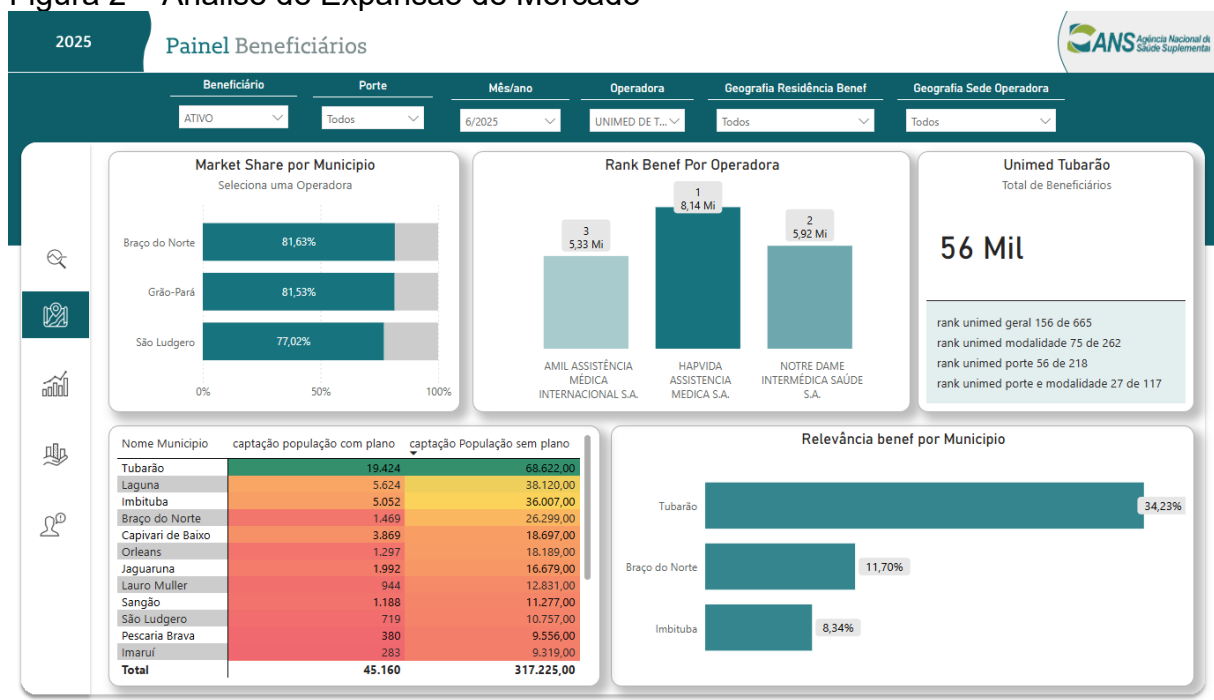 Figura 2 – Análise de Expansão de Mercado
2025
Painel Beneficiários
ANS Agência Nacional de
Saúde Suplementar
Beneficiário
Porte
Mês/ano
Operadora
Geografia Residência Benef
Geografia Sede Operadora
ATIVO
Todos
6/2025
UNIMED DE T...
Todos
Todos
Market Share por Municipio
Seleciona uma Operadora
Braço do Norte 81,63%
Grão-Pará 81,53%
São Ludgero 77,02%
0% 50% 100%
Rank Benef Por Operadora
1
8,14 Mi
2
5,92 Mi
3
5,33 Mi
AMIL ASSISTÊNCIA
MÉDICA
INTERNACIONAL S.A.
HAPVIDA
ASSISTENCIA
MEDICA S.A.
NOTRE DAME
INTERMÉDICA SAÚDE
S.A.
Unimed Tubarão
Total de Beneficiários
56 Mil
rank unimed geral 156 de 665
rank unimed modalidade 75 de 262
rank unimed porte 56 de 218
rank unimed porte e modalidade 27 de 117
Nome Municipio captação população com plano captação População sem plano
Tubarão 19.424 68.622,00
Laguna 5.624 38.120,00
Imbituba 5.052 36.007,00
Braço do Norte 1.469 26.299,00
Capivari de Baixo 3.869 18.697,00
Orleans 1.297 18.189,00
Jaguaruna 1.992 16.679,00
Lauro Muller 944 12.831,00
Sangão 1.188 11.277,00
São Ludgero 719 10.757,00
Pescaria Brava 380 9.556,00
Imaruí 283 9.319,00
Total 45.160 317.225,00
Relevância benef por Municipio
Tubarão 34,23%
Braço do Norte 11,70%
Imbituba 8,34%